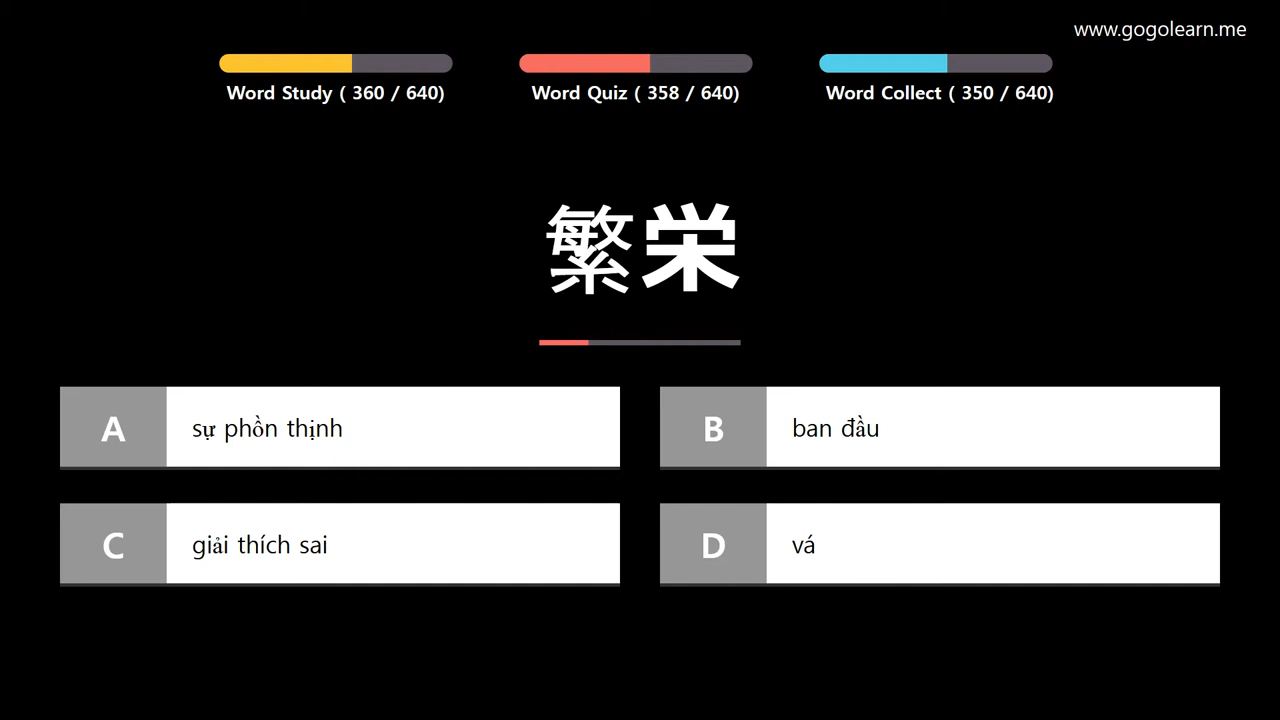 www.gogolearn.me
Word Study ( 360 / 640)
Word Quiz ( 358 / 640)
Word Collect ( 350 / 640)
繁栄
A sự phồn thịnh
B ban đầu
C giải thích sai
D vá